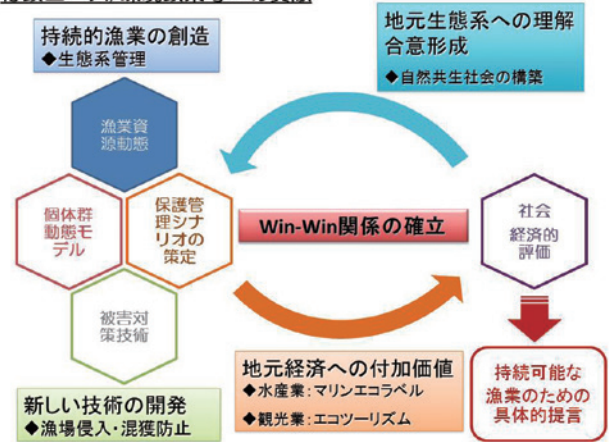 持続的漁業の創造
◆生態系管理
地元生態系への理解
合意形成
◆自然共生社会の構築
漁業資
源動態
個体群
動態モ
デル
保護管
理シナ
リオの
策定
Win-Win関係の確立
社会
経済的
評価
被害対
策技術
新しい技術の開発
◆漁場侵入・混獲防止
地元経済への付加価値
◆水産業:マリンエコラベル
◆観光業:エコツーリズム
持続可能な
漁業のための
具体的提言